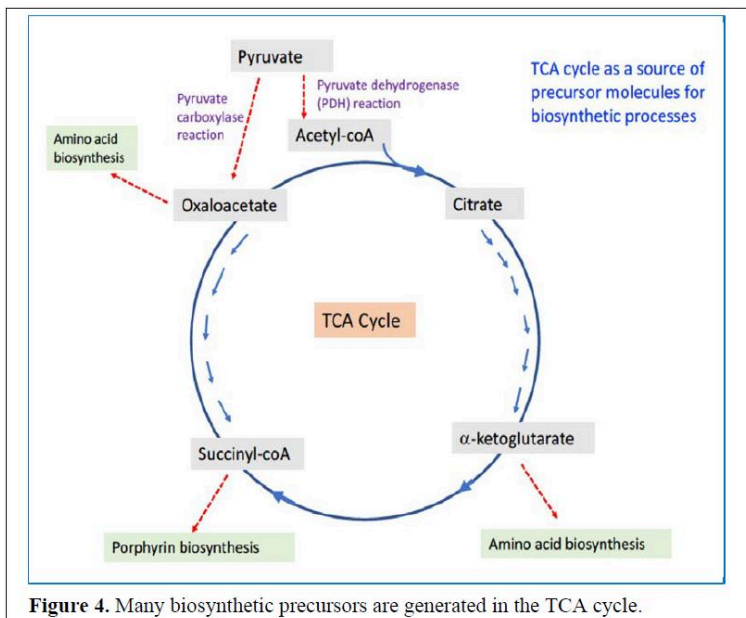 Pyruvate
TCA cycle as a source of
precursor molecules for
biosynthetic processes
Pyruvate dehydrogenase
(PDH) reaction
Pyruvate
carboxylase
reaction
Acetyl-coA
Amino acid
biosynthesis
Oxaloacetate
Citrate
TCA Cycle
Succinyl-coA
α-ketoglutarate
Porphyrin biosynthesis
Amino acid biosynthesis
Figure 4. Many biosynthetic precursors are generated in the TCA cycle.